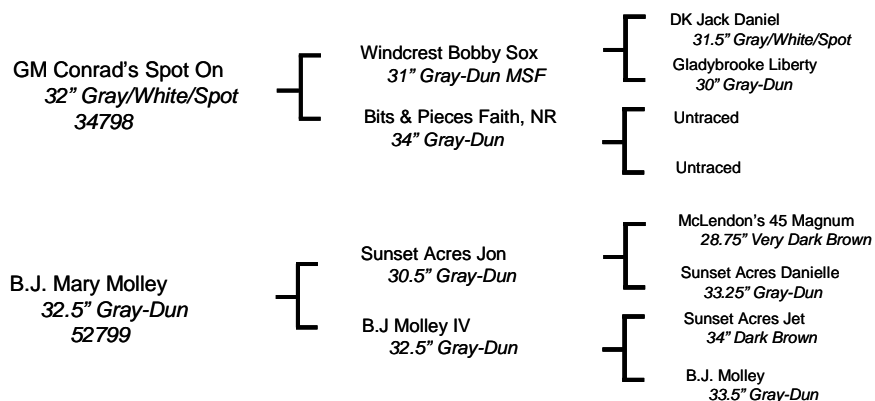 GM Conrad's Spot On
32" Gray/White/Spot
34798
Windcrest Bobby Sox
31" Gray-Dun MSF
Bits & Pieces Faith, NR
34" Gray-Dun
DK Jack Daniel
31.5" Gray/White/Spot
Gladybrooke Liberty
30" Gray-Dun
Untraced
Untraced
B.J. Mary Molley
32.5" Gray-Dun
52799
Sunset Acres Jon
30.5" Gray-Dun
B.J Molley IV
32.5" Gray-Dun
McLendon's 45 Magnum
28.75" Very Dark Brown
Sunset Acres Danielle
33.25" Gray-Dun
Sunset Acres Jet
34" Dark Brown
B.J. Molley
33.5" Gray-Dun